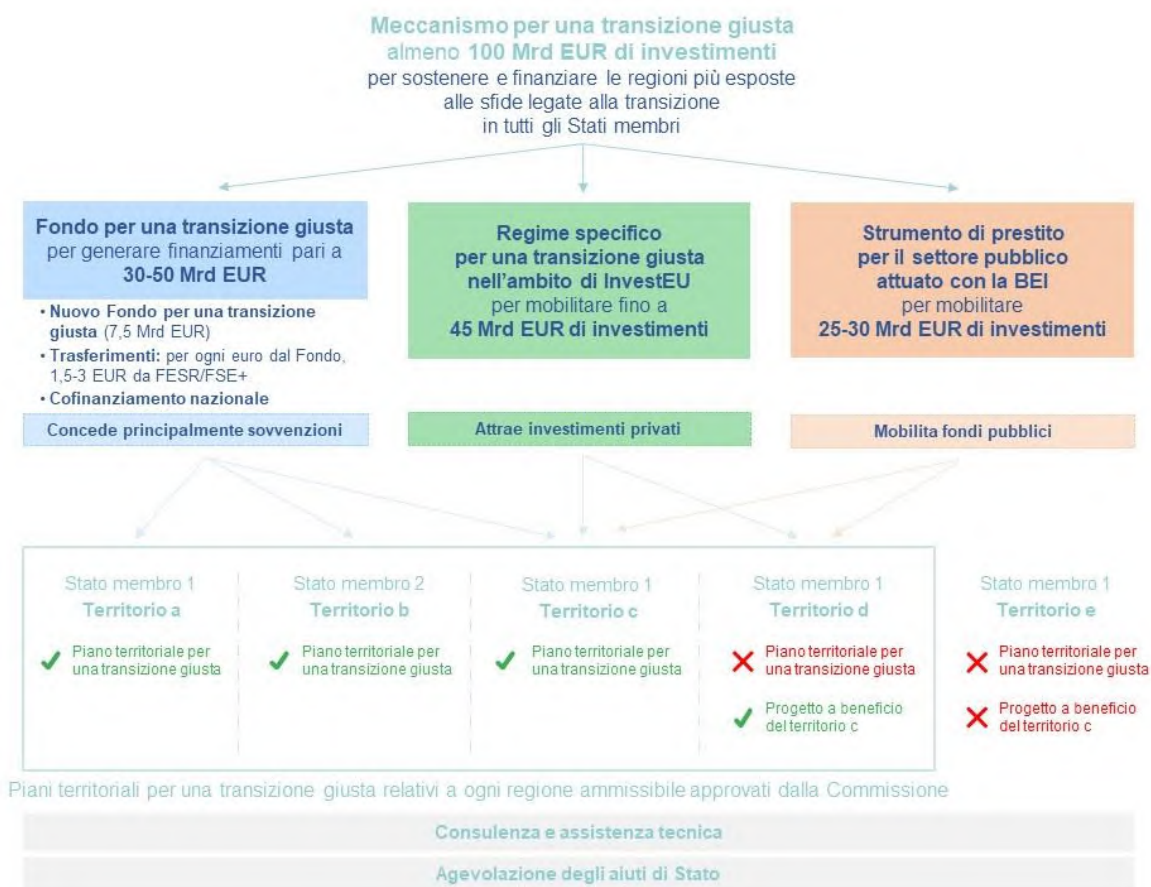 Meccanismo per una transizione giusta
almeno 100 Mrd EUR di investimenti
per sostenere e finanziare le regioni più esposte
alle sfide legate alla transizione
in tutti gli Stati membri
Fondo per una transizione giusta
per generare finanziamenti pari a
30-50 Mrd EUR
• Nuovo Fondo per una transizione
giusta (7,5 Mrd EUR)
• Trasferimenti: per ogni euro dal Fondo,
1,5-3 EUR da FESR/FSE+
• Cofinanziamento nazionale
Concede principalmente sovvenzioni
Regime specifico
per una transizione giusta
nell'ambito di InvestEU
per mobilitare fino a
45 Mrd EUR di investimenti
Attrae investimenti privati
Strumento di prestito
per il settore pubblico
attuato con la BEI
per mobilitare
25-30 Mrd EUR di investimenti
Mobilita fondi pubblici
Stato membro 1
Territorio a
Piano territoriale per
una transizione giusta
Stato membro 2
Territorio b
Piano territoriale per
una transizione giusta
Stato membro 1
Territorio c
Piano territoriale per
una transizione giusta
Stato membro 1
Territorio d
Piano territoriale per
una transizione giusta
Progetto a beneficio
del territorio c
Stato membro 1
Territorio e
Piano territoriale per
una transizione giusta
Progetto a beneficio
del territorio c
Piani territoriali per una transizione giusta relativi a ogni regione ammissibile approvati dalla Commissione
Consulenza e assistenza tecnica
Agevolazione degli aiuti di Stato